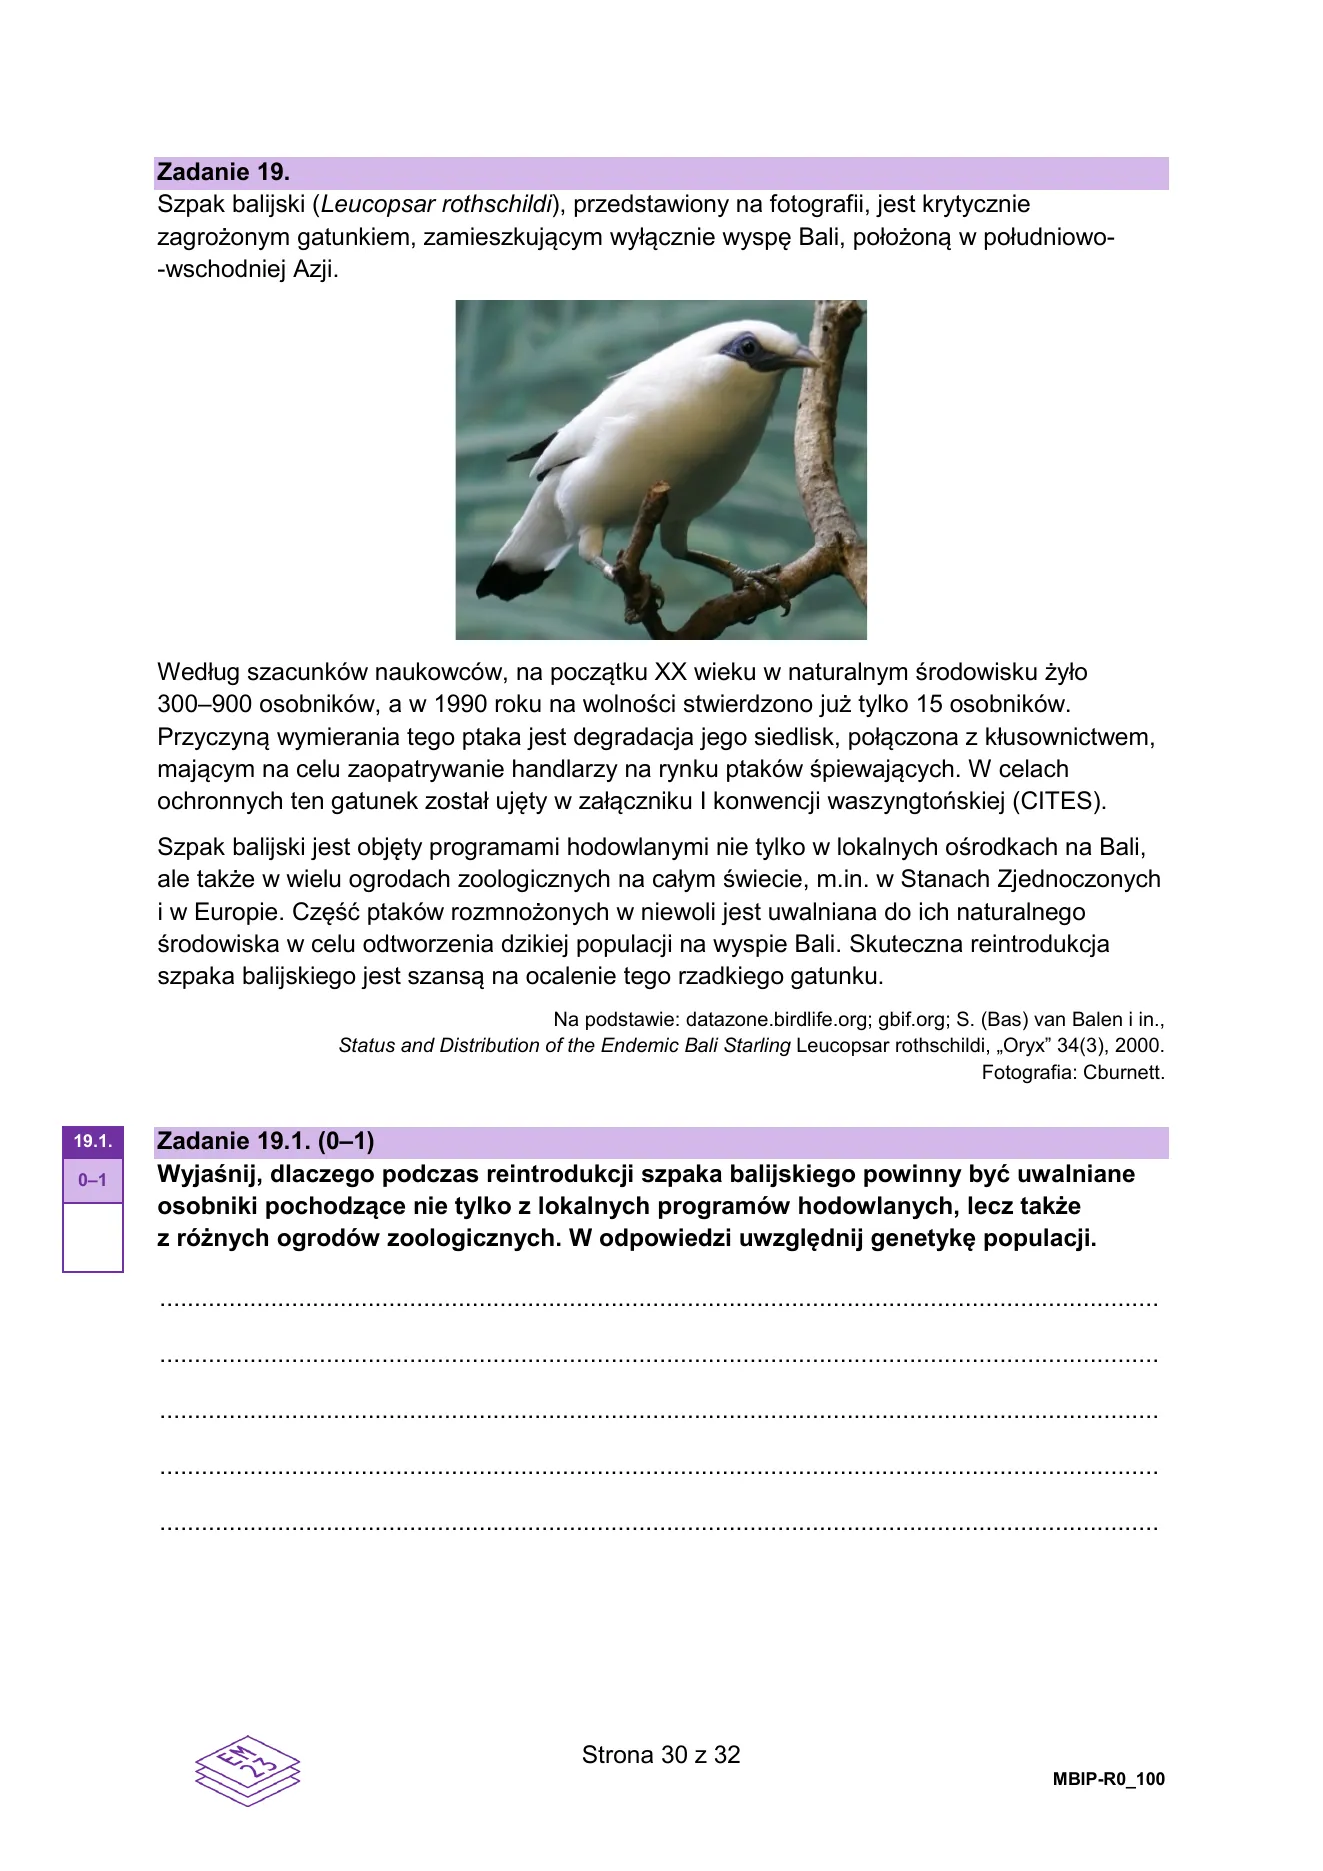 Zadanie 19.
Szpak balijski (Leucopsar rothschildi), przedstawiony na fotografii, jest krytycznie
zagrożonym gatunkiem, zamieszkującym wyłącznie wyspę Bali, położoną w południowo-
-wschodniej Azji.
Według szacunków naukowców, na początku XX wieku w naturalnym środowisku żyło
300–900 osobników, a w 1990 roku na wolności stwierdzono już tylko 15 osobników.
Przyczyną wymierania tego ptaka jest degradacja jego siedlisk, połączona z kłusownictwem,
mającym na celu zaopatrywanie handlarzy na rynku ptaków śpiewających. W celach
ochronnych ten gatunek został ujęty w załączniku I konwencji waszyngtońskiej (CITES).
Szpak balijski jest objęty programami hodowlanymi nie tylko w lokalnych ośrodkach na Bali,
ale także w wielu ogrodach zoologicznych na całym świecie, m.in. w Stanach Zjednoczonych
i w Europie. Część ptaków rozmnożonych w niewoli jest uwalniana do ich naturalnego
środowiska w celu odtworzenia dzikiej populacji na wyspie Bali. Skuteczna reintrodukcja
szpaka balijskiego jest szansą na ocalenie tego rzadkiego gatunku.
Na podstawie: datazone.birdlife.org; gbif.org; S. (Bas) van Balen i in.,
Status and Distribution of the Endemic Bali Starling Leucopsar rothschildi, „Oryx” 34(3), 2000.
Fotografia: Cburnett.
19.1.
0–1
Zadanie 19.1. (0–1)
Wyjaśnij, dlaczego podczas reintrodukcji szpaka balijskiego powinny być uwalniane
osobniki pochodzące nie tylko z lokalnych programów hodowlanych, lecz także
z różnych ogrodów zoologicznych. W odpowiedzi uwzględnij genetykę populacji.
EM
23
Strona 30 z 32
MBIP-R0_100